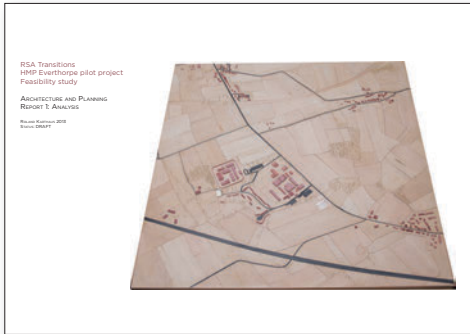 RSA Transitions
HMP Everthorpe pilot project
Feasibility study
Architecture and Planning
Report 1: Analysis
Status: DRAFT